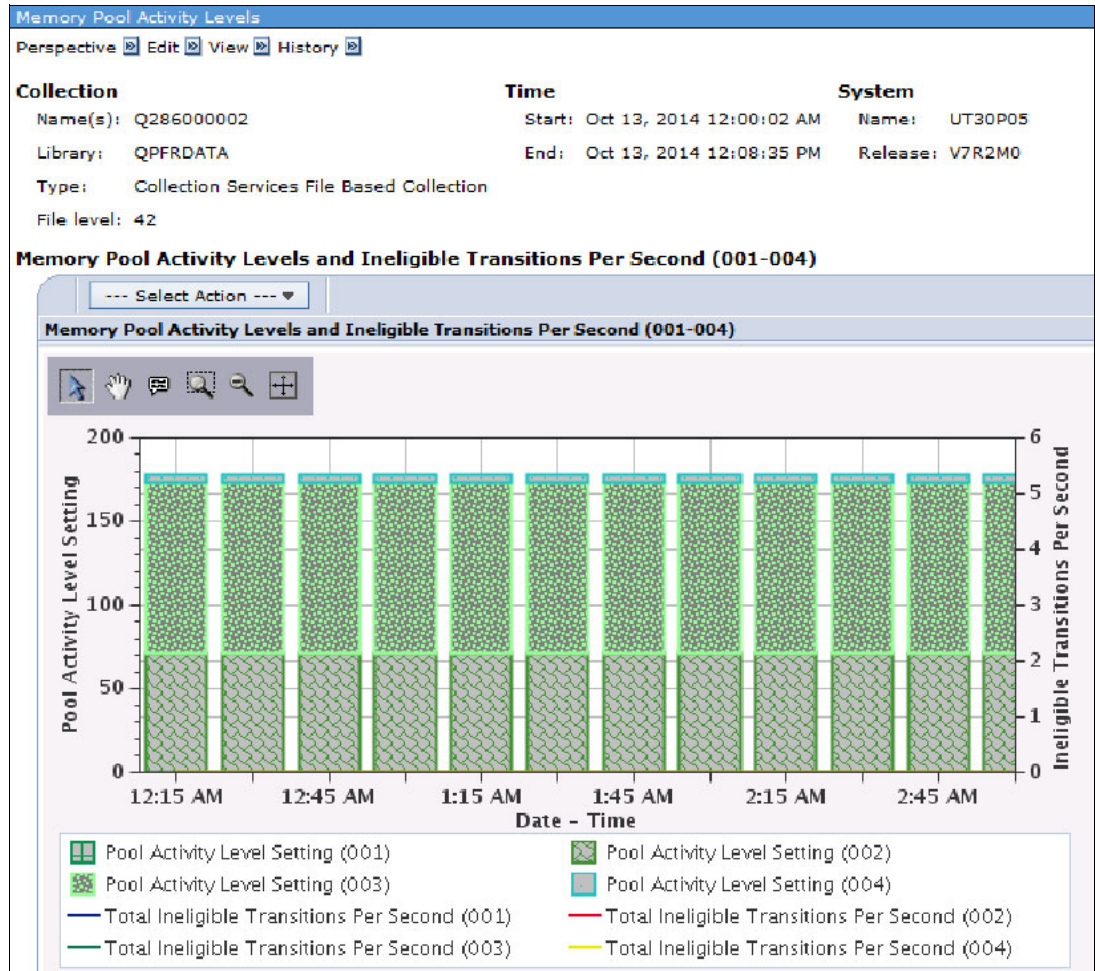 Memory Pool Activity Levels
Perspective Edit View History
Collection Time System
Name(s): Q286000002 Start: Oct 13, 2014 12:00:02 AM Name: UT30P05
Library: QPFRDATA End: Oct 13, 2014 12:08:35 PM Release: V7R2M0
Type: Collection Services File Based Collection
File level: 42
Memory Pool Activity Levels and Ineligible Transitions Per Second (001-004)
--- Select Action ---
Memory Pool Activity Levels and Ineligible Transitions Per Second (001-004)
Pool Activity Level Setting
200
150
100
50
0
6
5
4
3
2
1
0
Ineligible Transitions Per Second
12:15 AM 12:45 AM 1:15 AM 1:45 AM 2:15 AM 2:45 AM
Date - Time
Pool Activity Level Setting (001) Pool Activity Level Setting (002)
Pool Activity Level Setting (003) Pool Activity Level Setting (004)
Total Ineligible Transitions Per Second (001) Total Ineligible Transitions Per Second (002)
Total Ineligible Transitions Per Second (003) Total Ineligible Transitions Per Second (004)